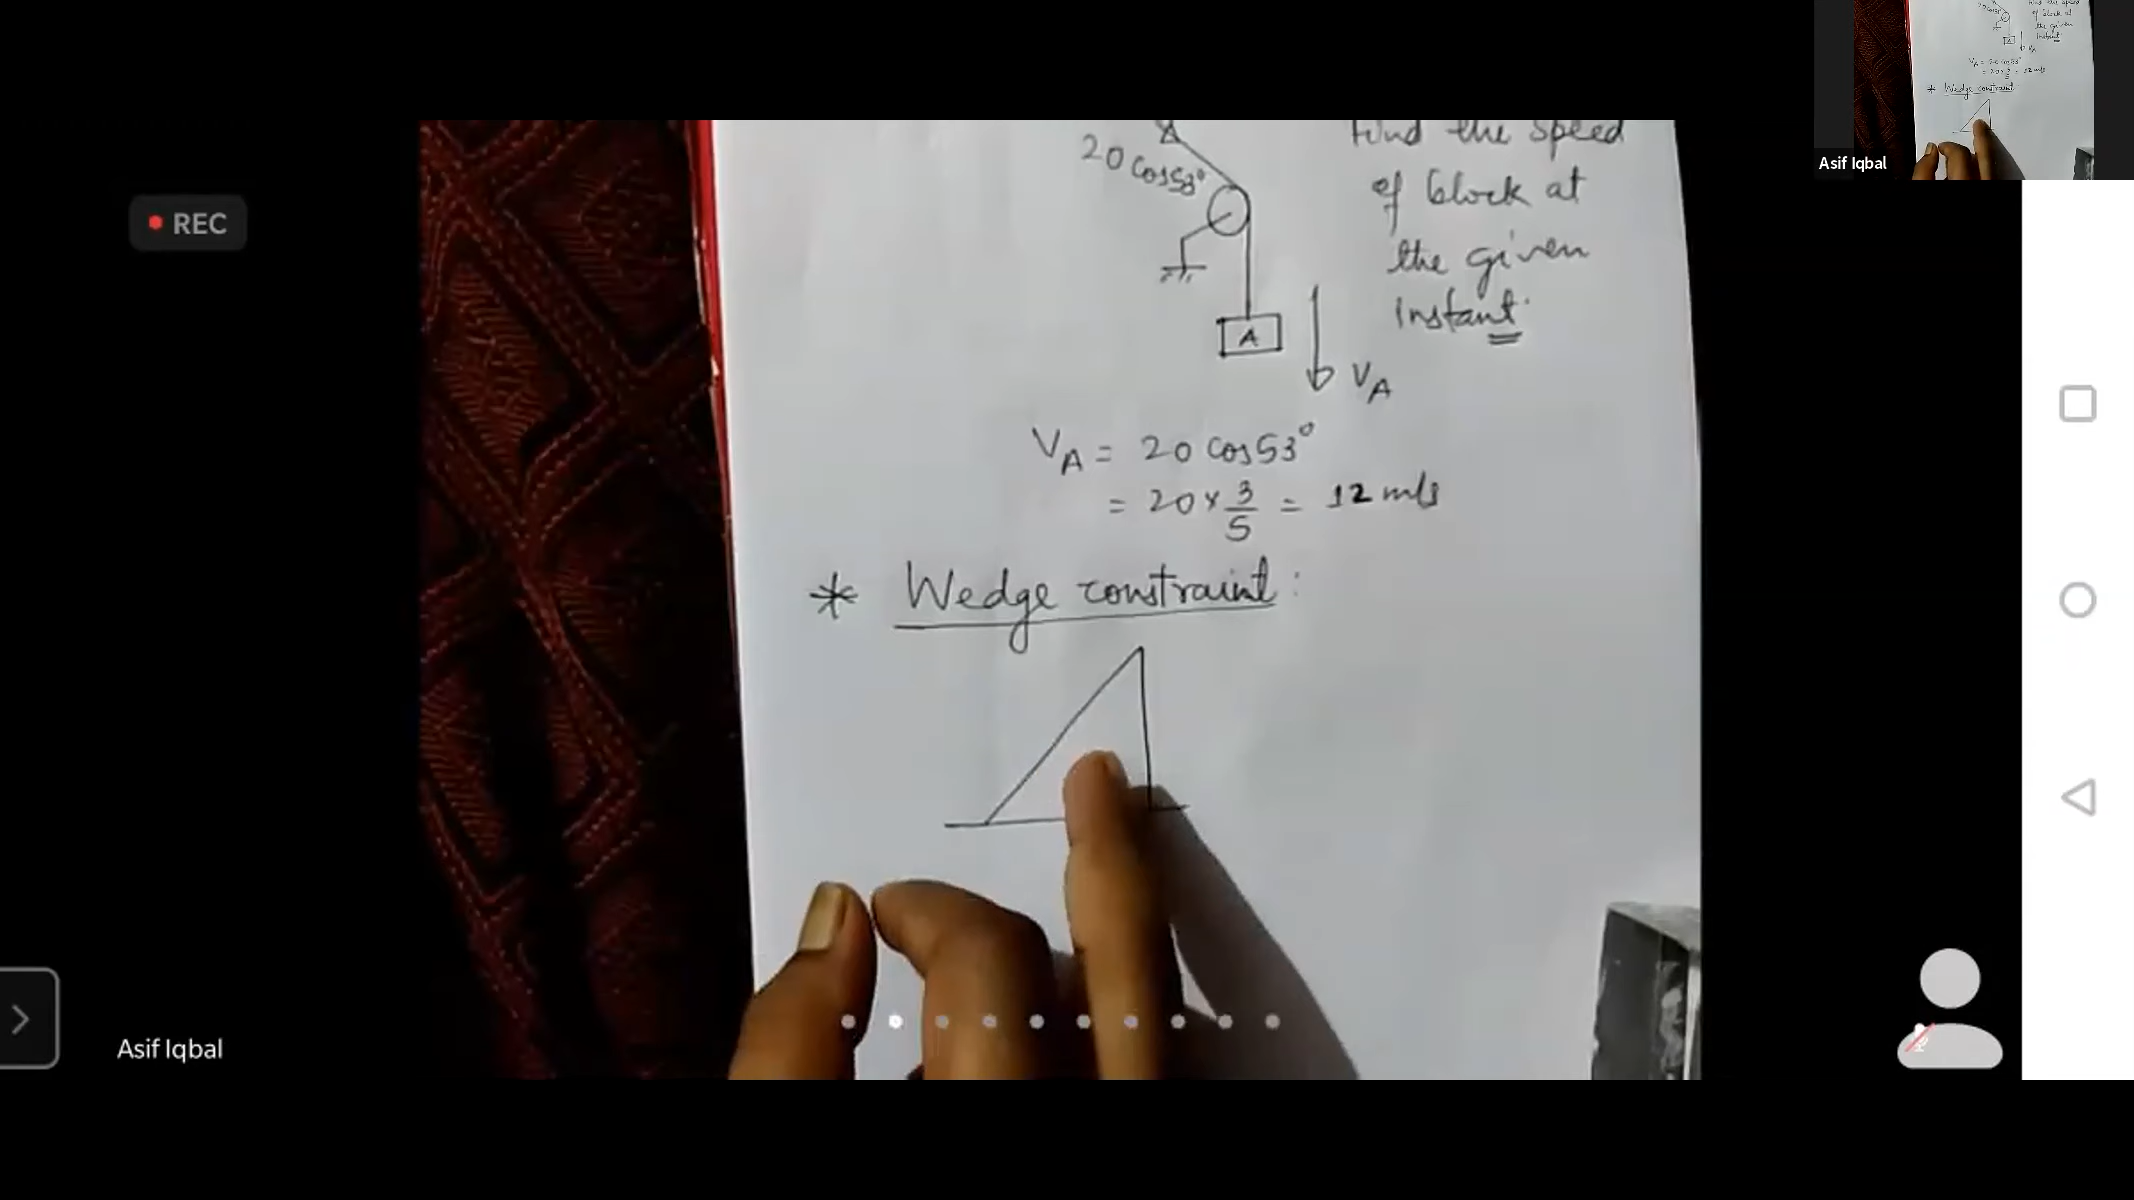 Find the speed
of block at
the given
instant.
20 cos53°
A
VA
VA = 20 cos53°
= 20 × 3/5 = 12 m/s
* Wedge constraint :
REC
Asif Iqbal
Asif Iqbal